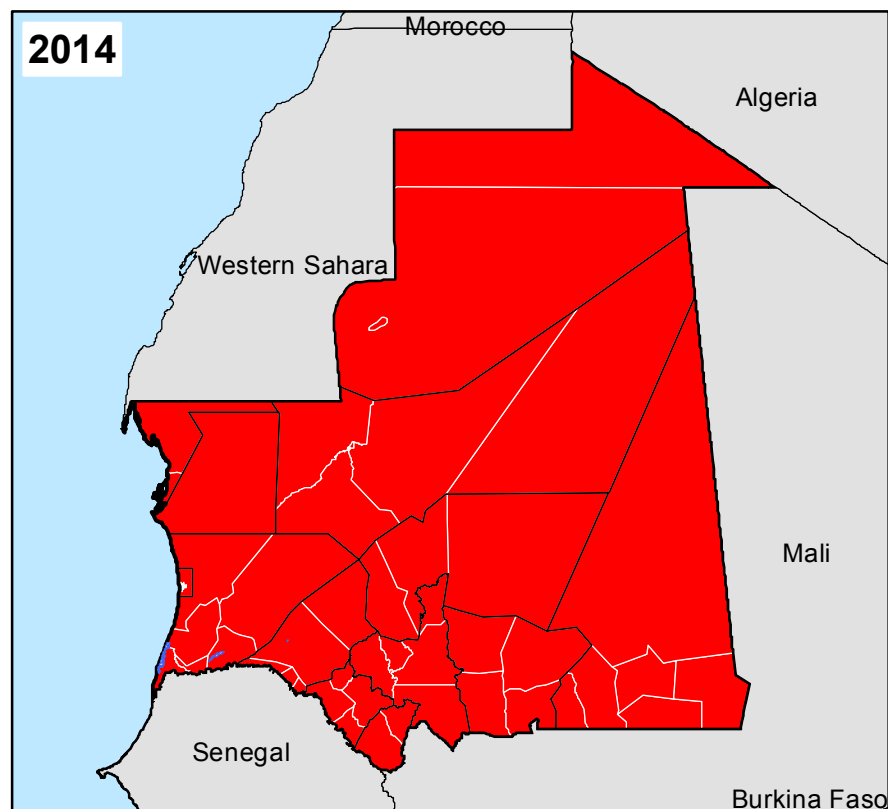 2014
Morocco
Algeria
Western Sahara
Mali
Senegal
Burkina Faso